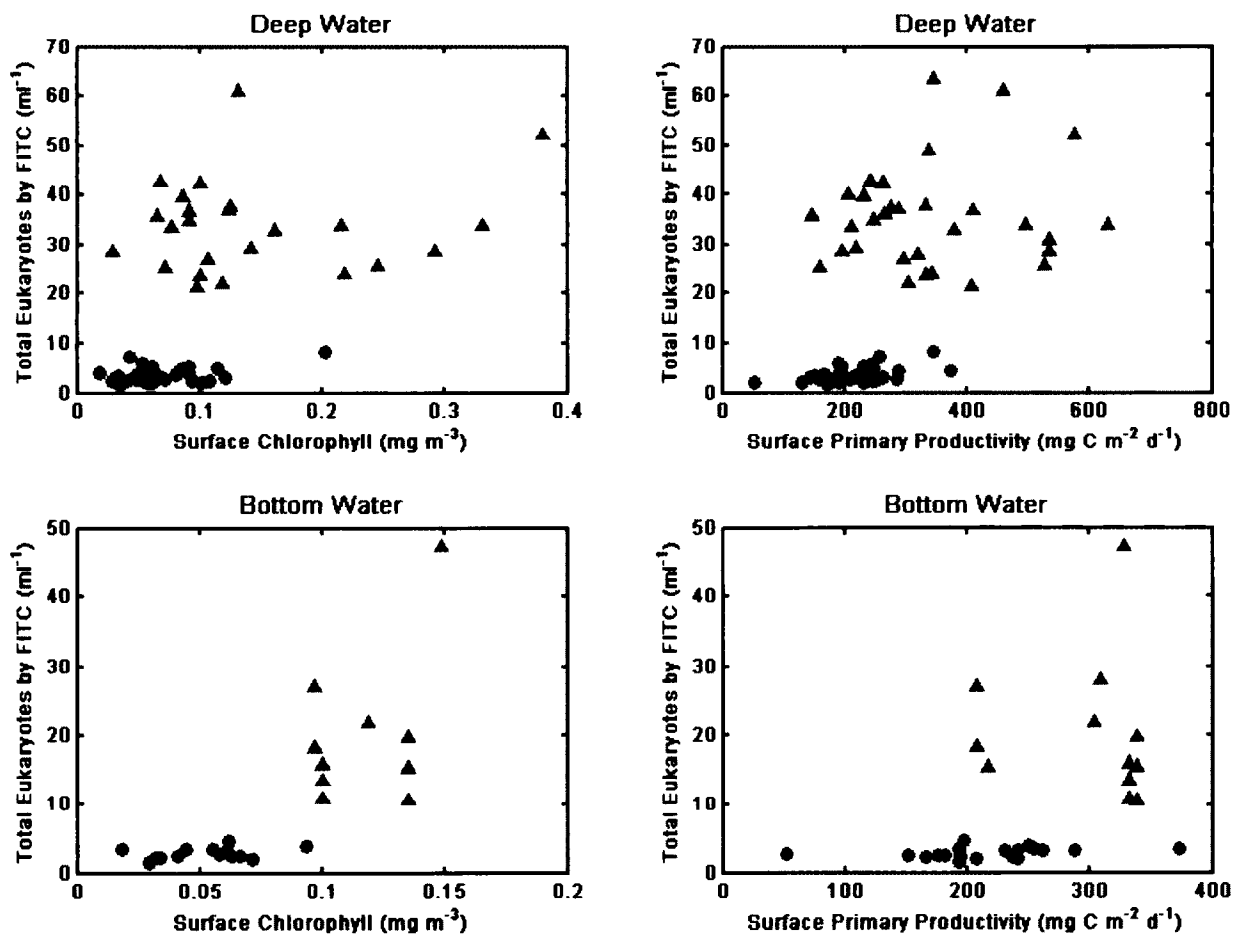 Deep Water
70
60
50
40
30
20
10
0
0 0.1 0.2 0.3 0.4
Total Eukaryotes by FITC (ml⁻¹)
Surface Chlorophyll (mg m⁻³)
Deep Water
70
60
50
40
30
20
10
0
200 400 600 800
Total Eukaryotes by FITC (ml⁻¹)
Surface Primary Productivity (mg C m⁻² d⁻¹)
Bottom Water
50
40
30
20
10
0
0 0.05 0.1 0.15 0.2
Total Eukaryotes by FITC (ml⁻¹)
Surface Chlorophyll (mg m⁻³)
Bottom Water
50
40
30
20
10
0
0 100 200 300 400
Total Eukaryotes by FITC (ml⁻¹)
Surface Primary Productivity (mg C m⁻² d⁻¹)